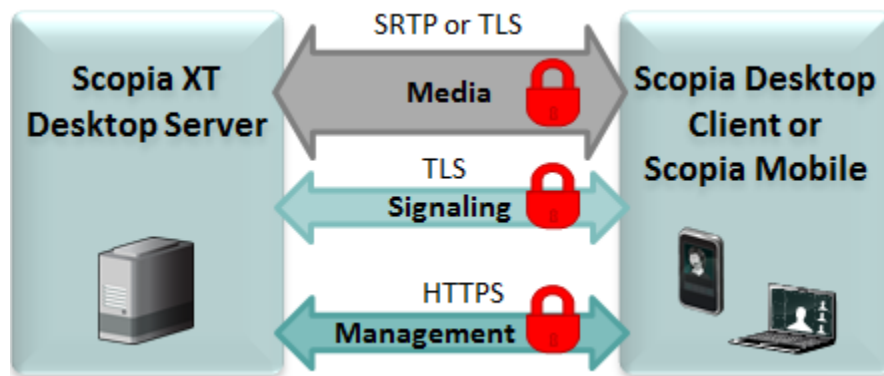 Scopia XT
Desktop Server
SRTP or TLS
Media
TLS
Signaling
HTTPS
Management
Scopia Desktop
Client or
Scopia Mobile